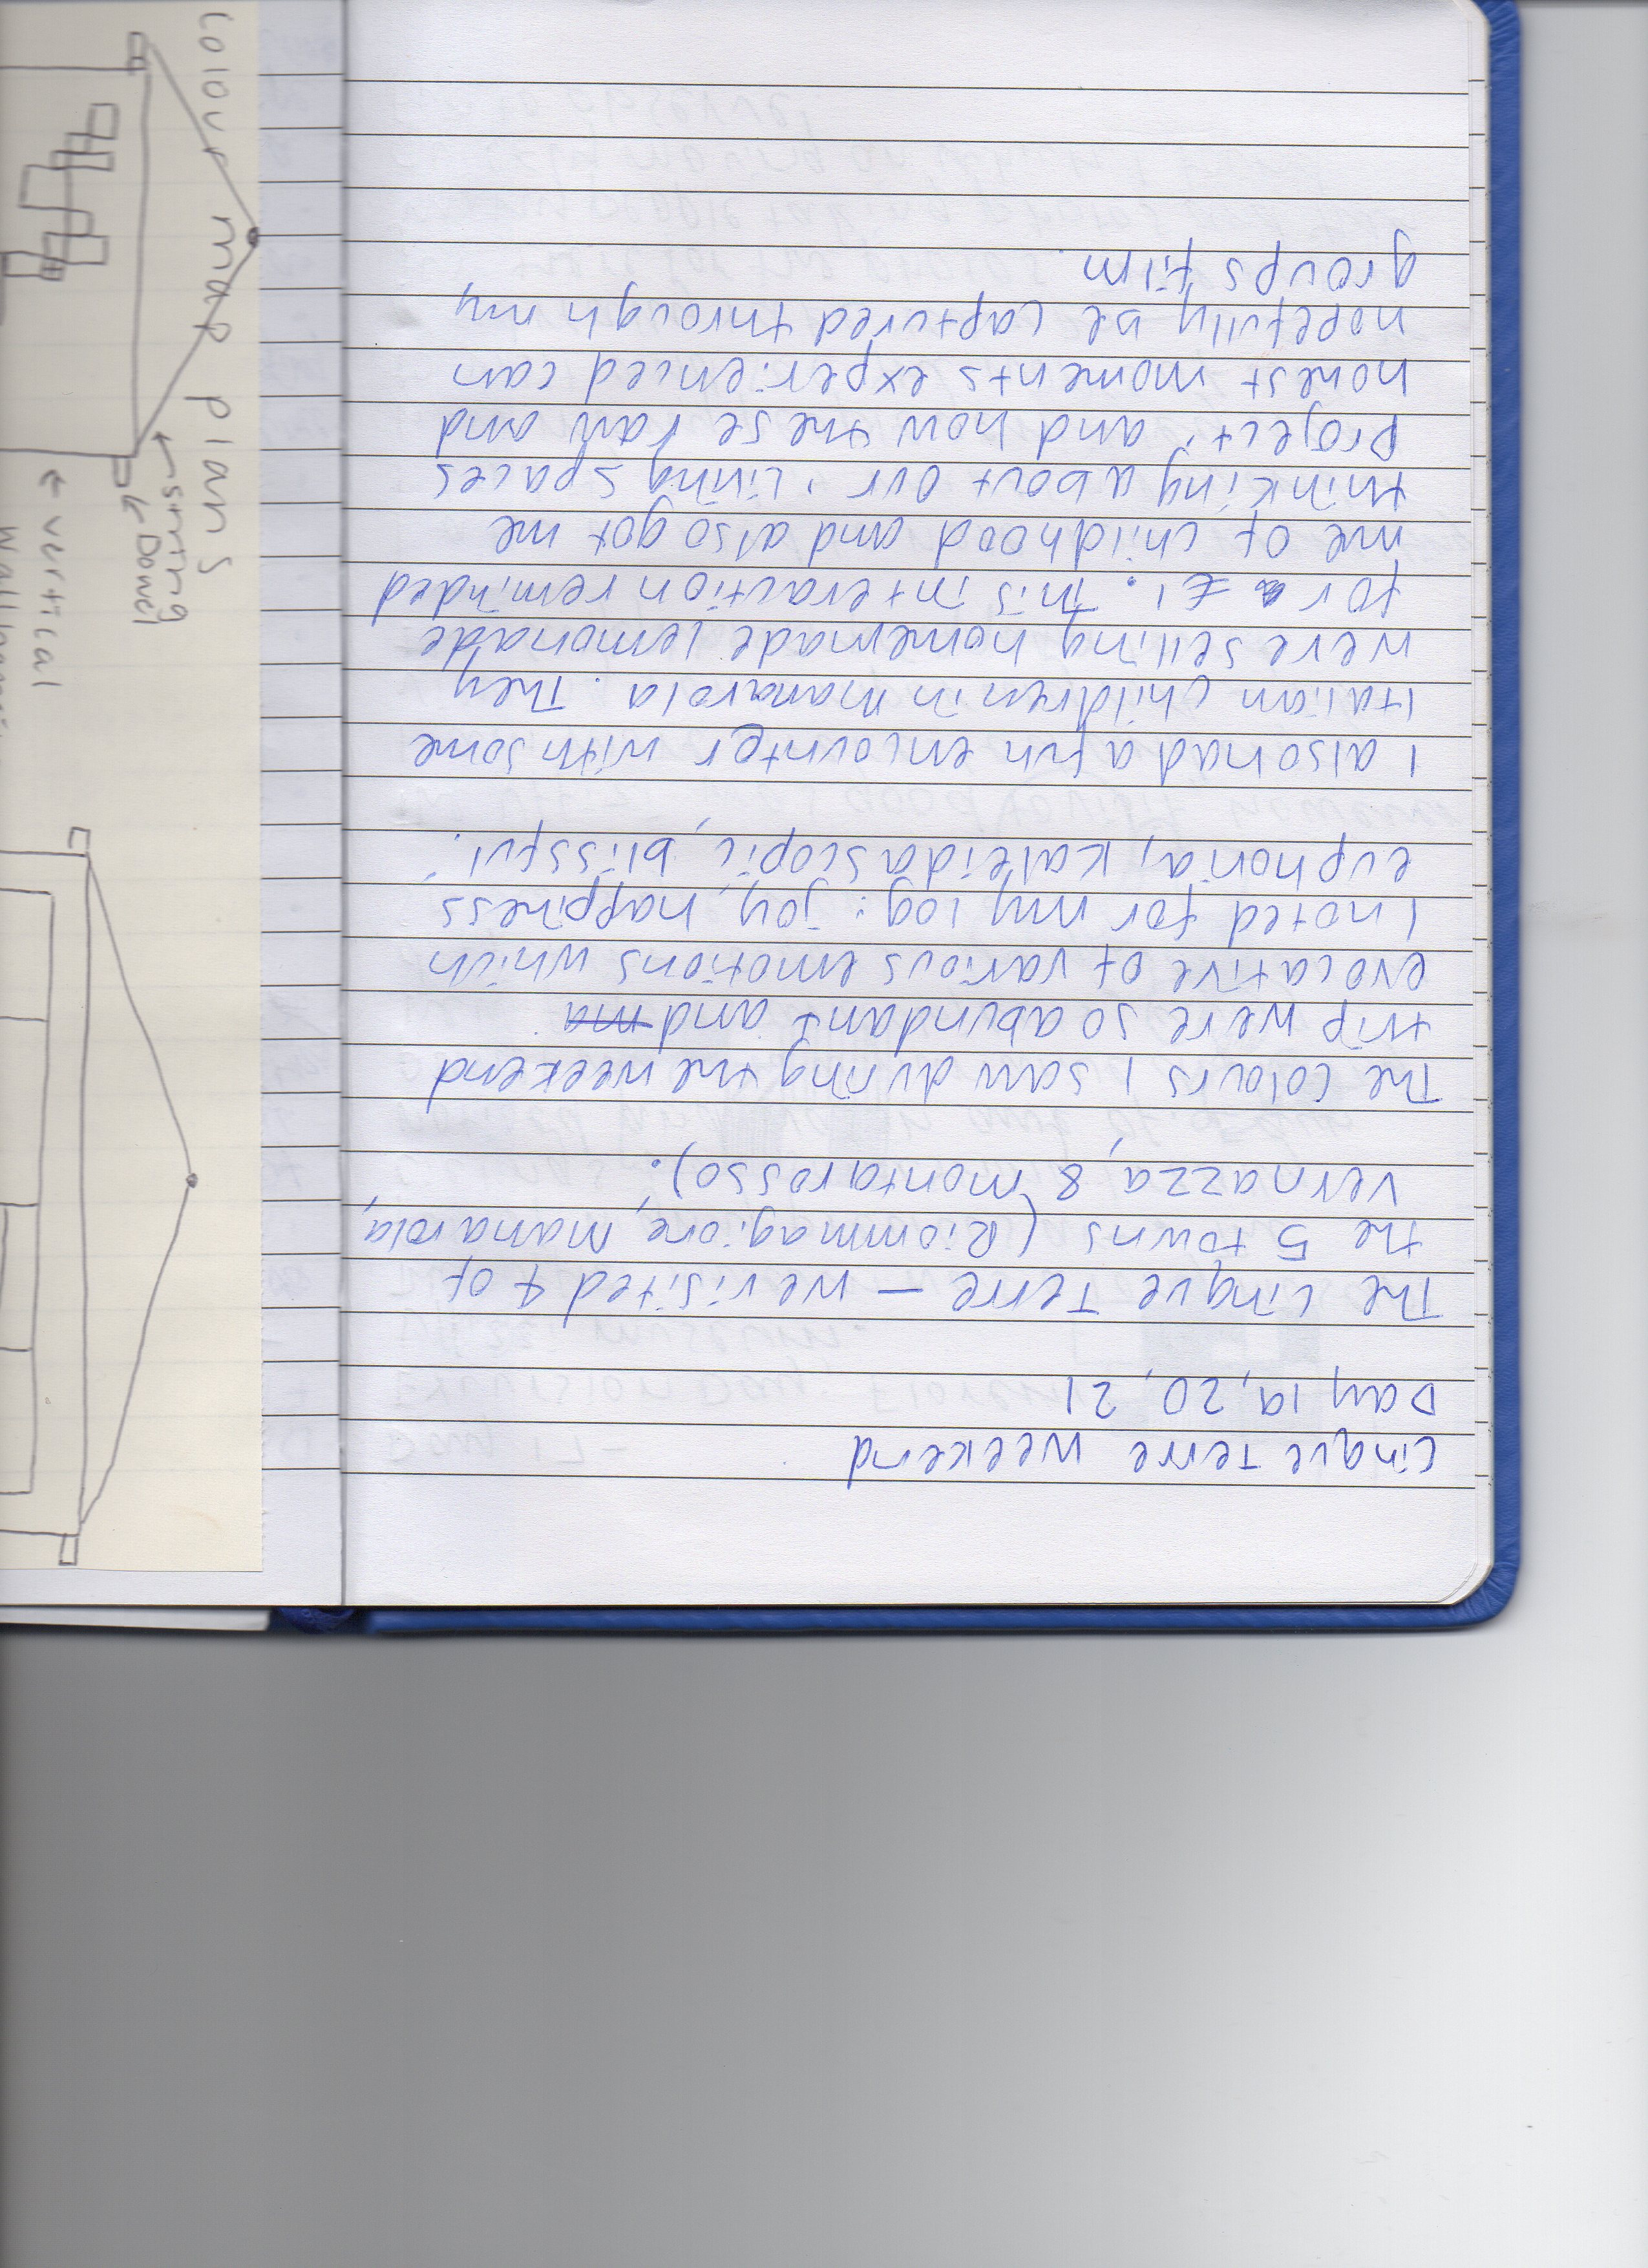 Cinque Terre weekend
Day 19, 20, 21
The Cinque Terre - we visited 4 of
the 5 towns (Riommagiore, Manarola,
Vernazza, & Montarosso).
The colours I saw during the weekend
trip were so abundant and ma
evocative of various emotions which
I noted for my log: joy, happiness
euphoria, kaleidascopic, blissful.
I also had a fun encounter with some
Italian children in Manarola. They
were selling homemade lemonade
for a £1. This interaction reminded
me of childhood and also got me
thinking about our 'Living Spaces
Project' and how these raw and
honest moments experienced can
hopefully be captured through my
groups film.
Colour map plans
string
Dowel
vertical